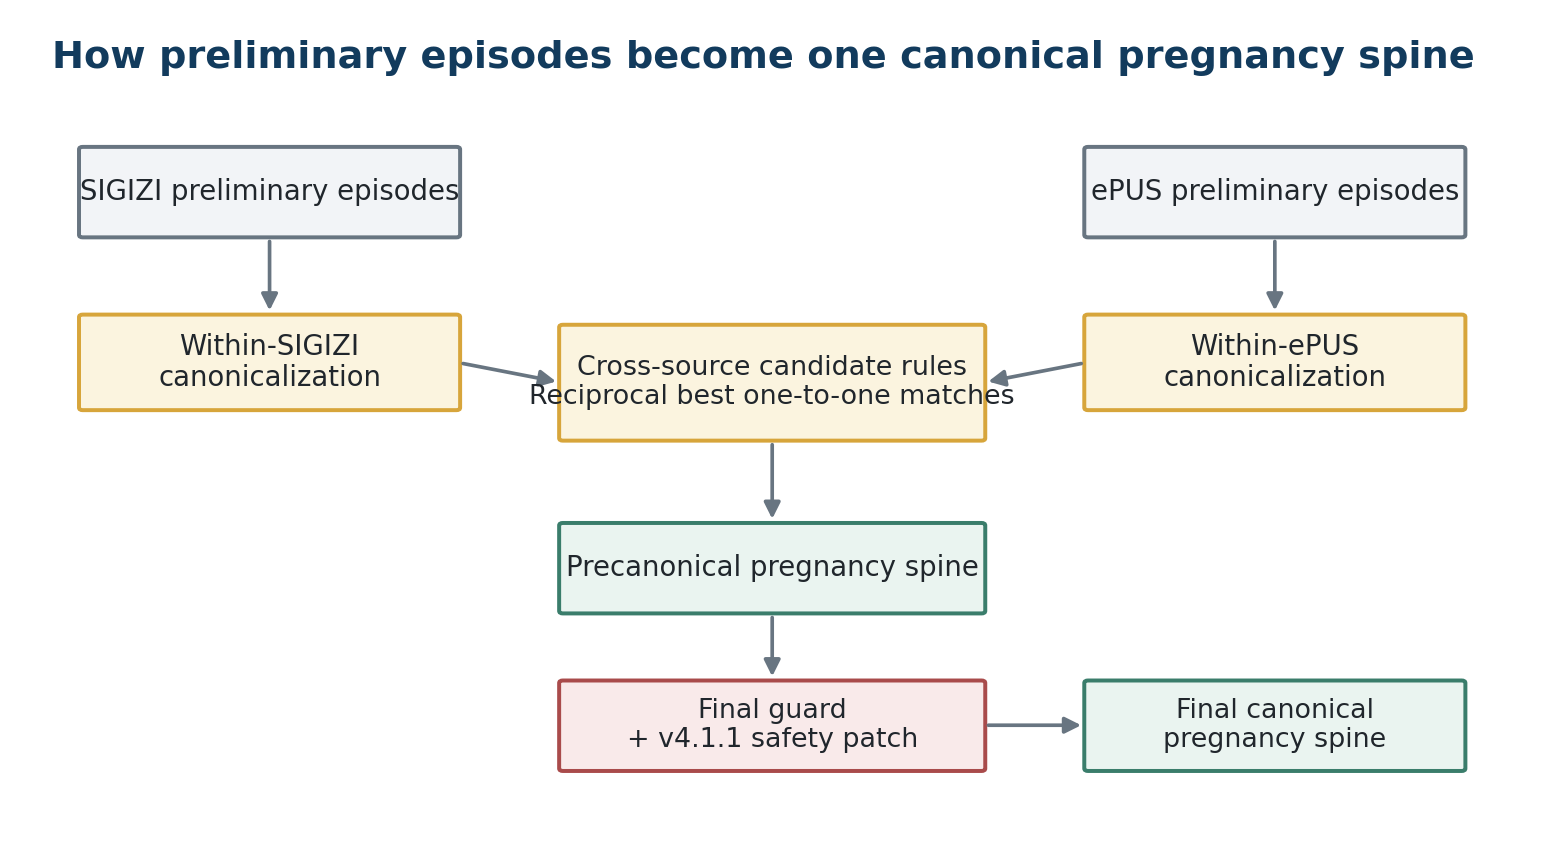 How preliminary episodes become one canonical pregnancy spine
SIGIZI preliminary episodes
ePUS preliminary episodes
Within-SIGIZI
canonicalization
Cross-source candidate rules
Reciprocal best one-to-one matches
Within-ePUS
canonicalization
Precanonical pregnancy spine
Final guard
+ v4.1.1 safety patch
Final canonical
pregnancy spine